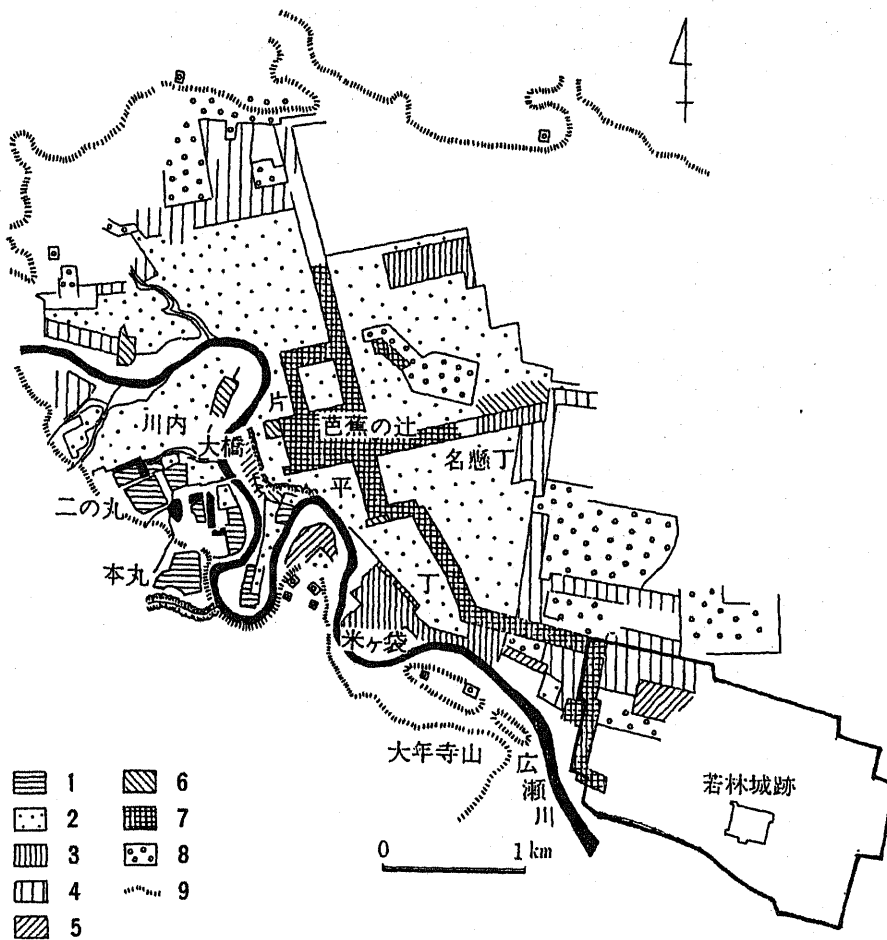 片
川内
芭蕉の辻
大橋
名懸丁
平
二の丸
本丸
丁
米ヶ袋
大年寺山
広瀬川
若林城跡
0 1 km
1 6
2 7
3 8
4 9
5